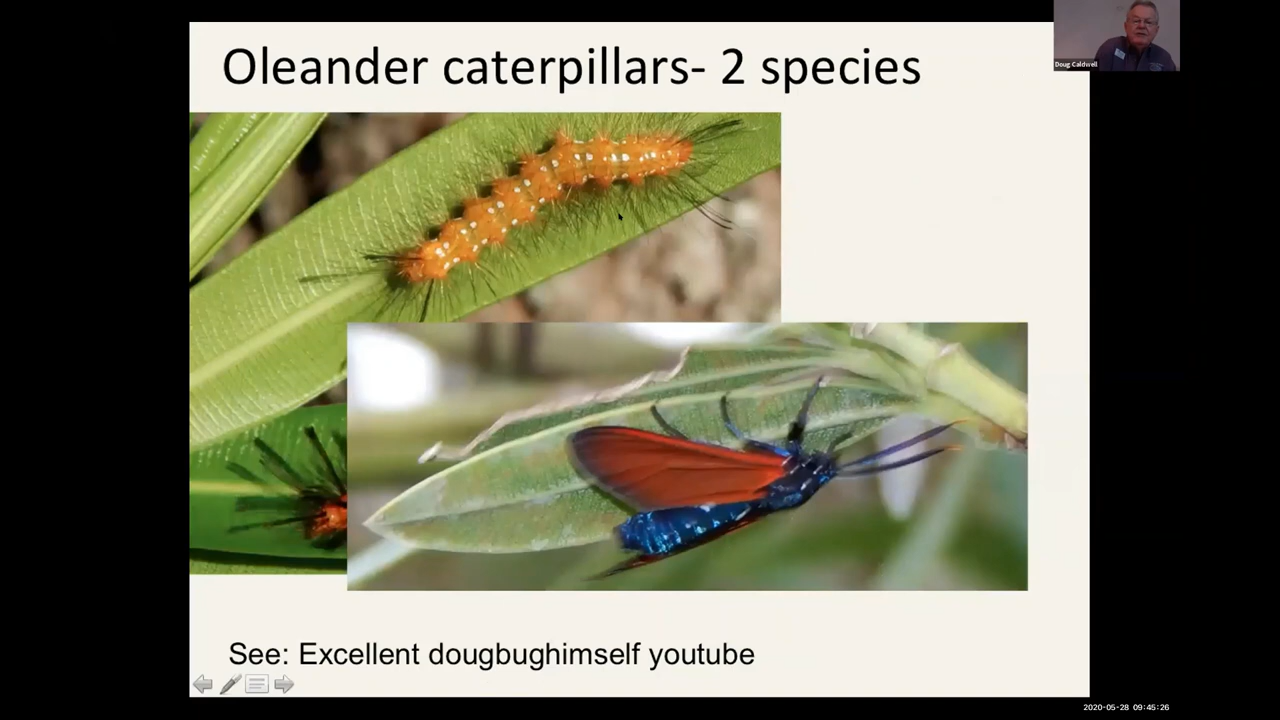 Oleander caterpillars- 2 species
Doug Caldwell
See: Excellent dougbughimself youtube
2020-05-28 09:45:26